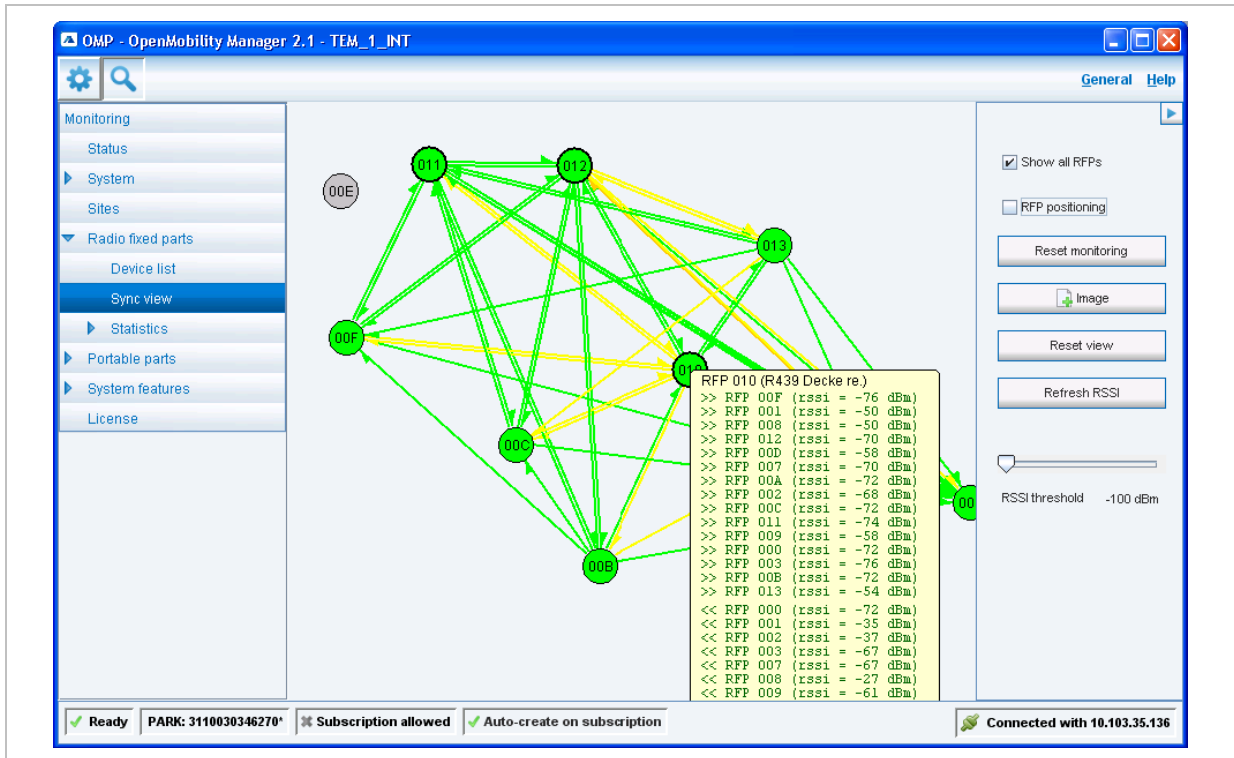 OMP - OpenMobility Manager 2.1 - TEM_1_INT
General Help
Monitoring
Status
System
Sites
Radio fixed parts
Device list
Sync view
Statistics
Portable parts
System features
License
00E
011
012
013
00F
010
00C
00B
00
RFP 010 (R439 Decke re.)
>> RFP 00F (rssi = -76 dBm)
>> RFP 001 (rssi = -50 dBm)
>> RFP 008 (rssi = -50 dBm)
>> RFP 012 (rssi = -70 dBm)
>> RFP 00D (rssi = -58 dBm)
>> RFP 007 (rssi = -70 dBm)
>> RFP 00A (rssi = -72 dBm)
>> RFP 002 (rssi = -68 dBm)
>> RFP 00C (rssi = -72 dBm)
>> RFP 011 (rssi = -74 dBm)
>> RFP 009 (rssi = -58 dBm)
>> RFP 000 (rssi = -72 dBm)
>> RFP 003 (rssi = -76 dBm)
>> RFP 00B (rssi = -72 dBm)
>> RFP 013 (rssi = -54 dBm)
<< RFP 000 (rssi = -72 dBm)
<< RFP 001 (rssi = -35 dBm)
<< RFP 002 (rssi = -37 dBm)
<< RFP 003 (rssi = -67 dBm)
<< RFP 007 (rssi = -67 dBm)
<< RFP 008 (rssi = -27 dBm)
<< RFP 009 (rssi = -61 dBm)
Show all RFPs
RFP positioning
Reset monitoring
Image
Reset view
Refresh RSSI
RSSI threshold -100 dBm
Ready
PARK: 3110030346270*
Subscription allowed
Auto-create on subscription
Connected with 10.103.35.136